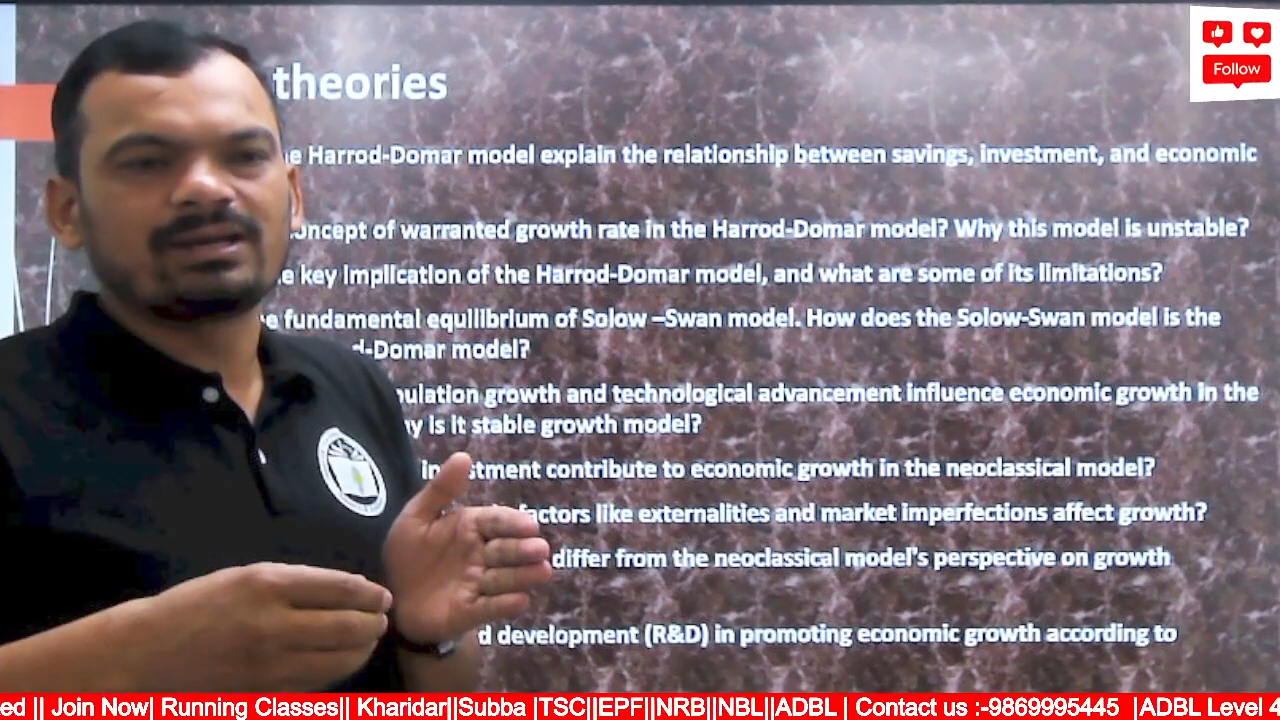 theories
Follow
Harrod-Domar model explain the relationship between savings, investment, and economic
concept of warranted growth rate in the Harrod-Domar model? Why this model is unstable?
key implication of the Harrod-Domar model, and what are some of its limitations?
fundamental equilibrium of Solow –Swan model. How does the Solow-Swan model is the
d-Domar model?
pulation growth and technological advancement influence economic growth in the
is it stable growth model?
stment contribute to economic growth in the neoclassical model?
factors like externalities and market imperfections affect growth?
differ from the neoclassical model's perspective on growth
d development (R&D) in promoting economic growth according to
ed || Join Now| Running Classes|| Kharidar||Subba |TSC||EPF||NRB||NBL||ADBL | Contact us :-9869995445 |ADBL Level 4